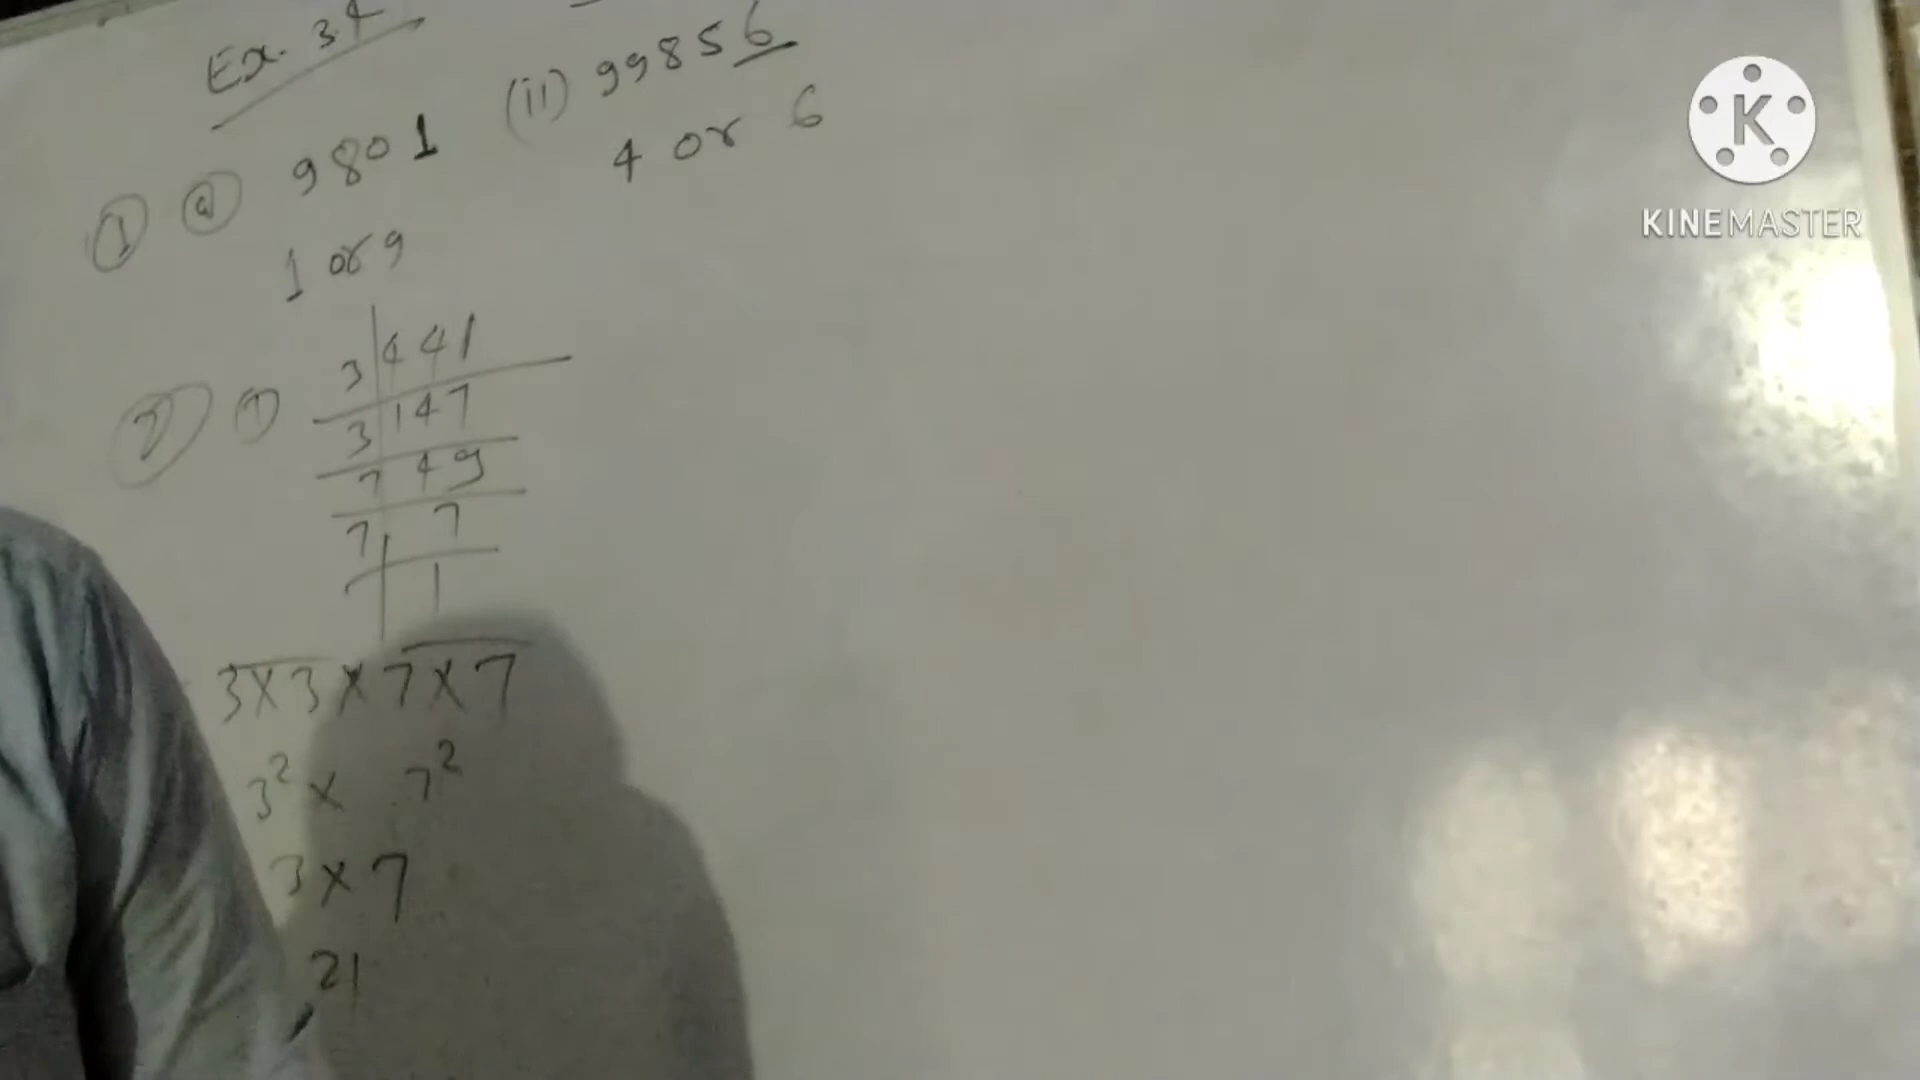 Ex. 3.4
① ⓐ 9801 (ii) 99856
1 or 9 4 or 6
② ① 3 | 441
3 | 147
7 | 49
7 | 7
1
3 × 3 × 7 × 7
3² × 7²
3 × 7
21
K
KINEMASTER